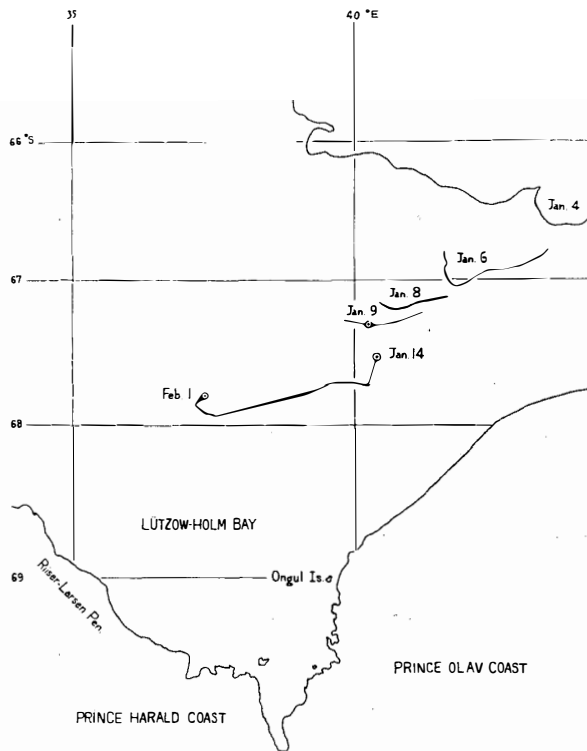 35
40 °E
66 °S
Jan. 4
Jan. 6
67
Jan. 8
Jan. 9
Jan. 14
Feb. 1
68
LÜTZOW-HOLM BAY
69
Ongul Is.
Riiser-Larsen Pen.
PRINCE OLAV COAST
PRINCE HARALD COAST